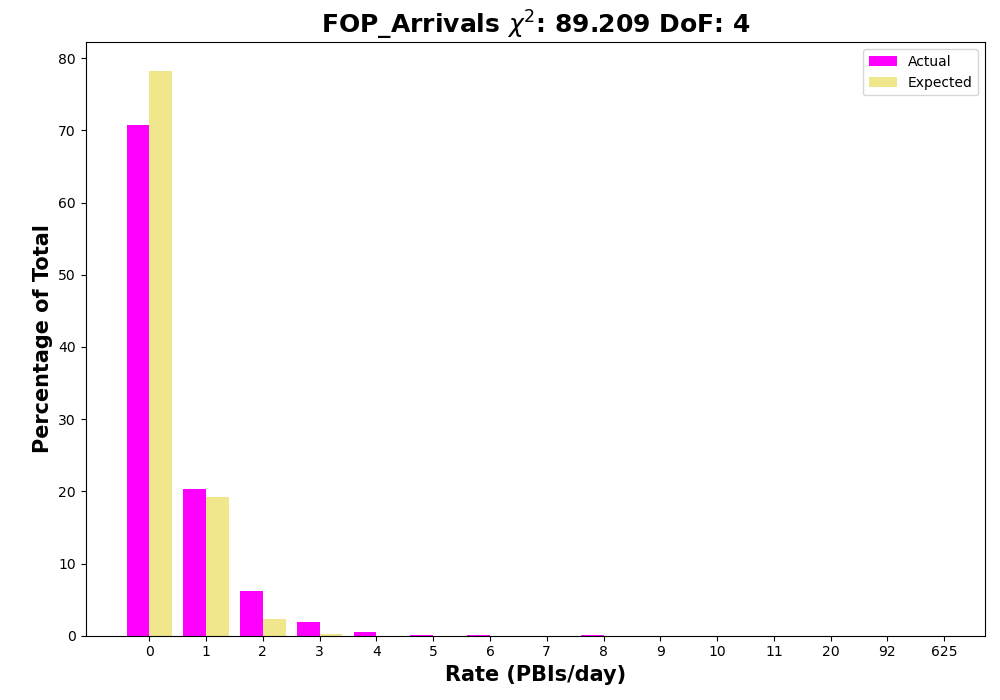 FOP_Arrivals χ²: 89.209 DoF: 4
Actual
Expected
Percentage of Total
80
70
60
50
40
30
20
10
0
0 1 2 3 4 5 6 7 8 9 10 11 20 92 625
Rate (PBIs/day)